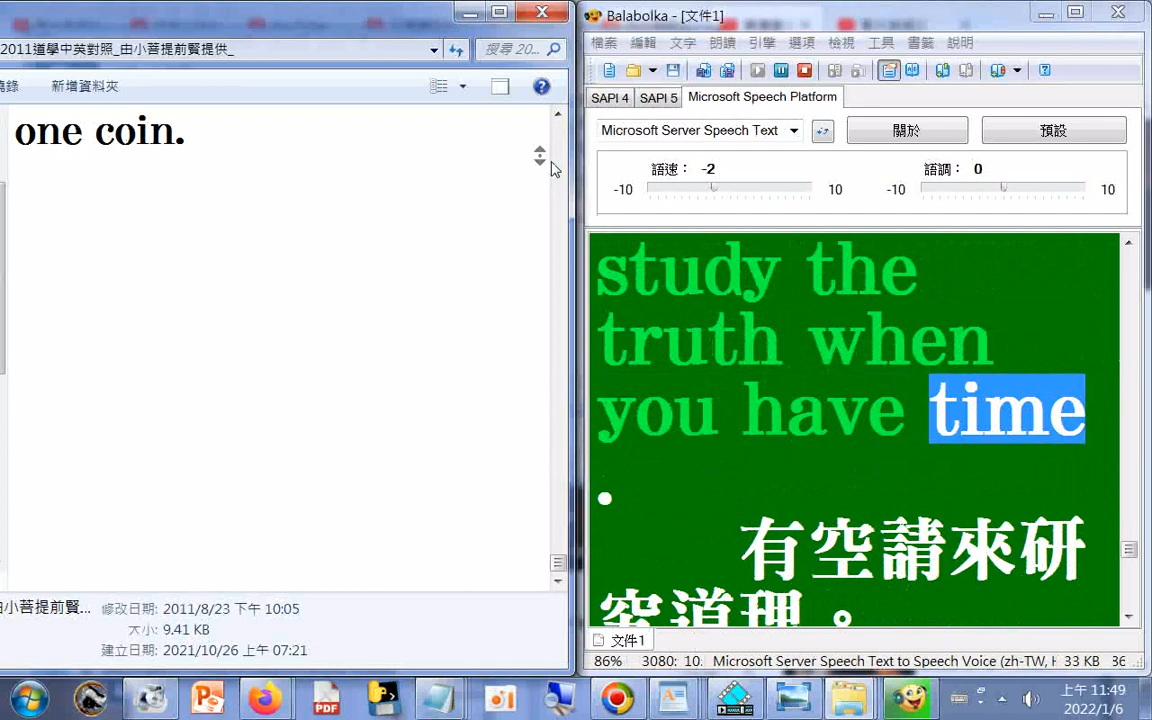 2011道學中英對照_由小菩提前賢提供_
搜尋 20...
新增資料夾
one coin.
修改日期: 2011/8/23 下午 10:05
大小: 9.41 KB
建立日期: 2021/10/26 上午 07:21
Balabolka - [文件1]
檔案 編輯 文字 朗讀 引擎 選項 檢視 工具 書籤 說明
SAPI 4 SAPI 5 Microsoft Speech Platform
Microsoft Server Speech Text
關於
預設
語速: -2
-10 10
語調: 0
-10 10
study the
truth when
you have time
.
有空請來研
究道理。
文件1
86% 3080: 10. Microsoft Server Speech Text to Speech Voice (zh-TW, H 33 KB 36
PDF
上午 11:49
2022/1/6